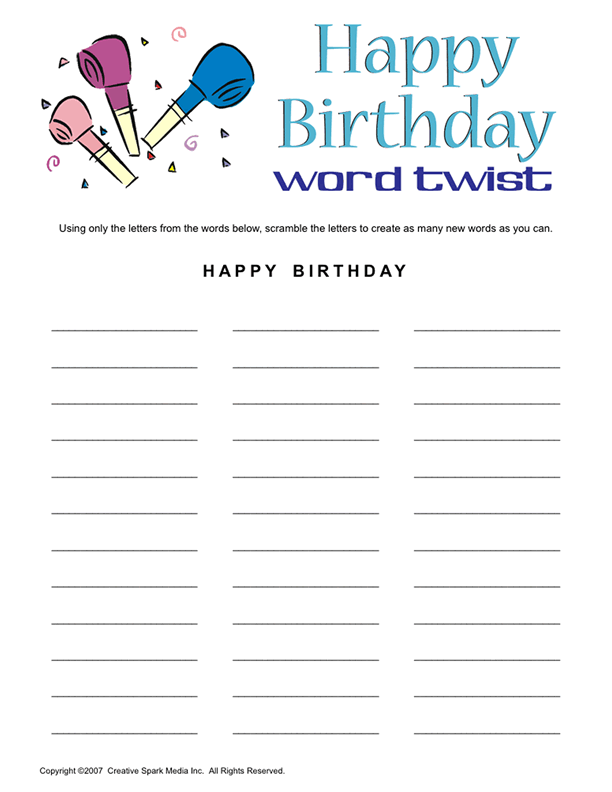 Happy
Birthday
word twist
Using only the letters from the words below, scramble the letters to create as many new words as you can.
HAPPY BIRTHDAY
Copyright ©2007 Creative Spark Media Inc. All Rights Reserved.